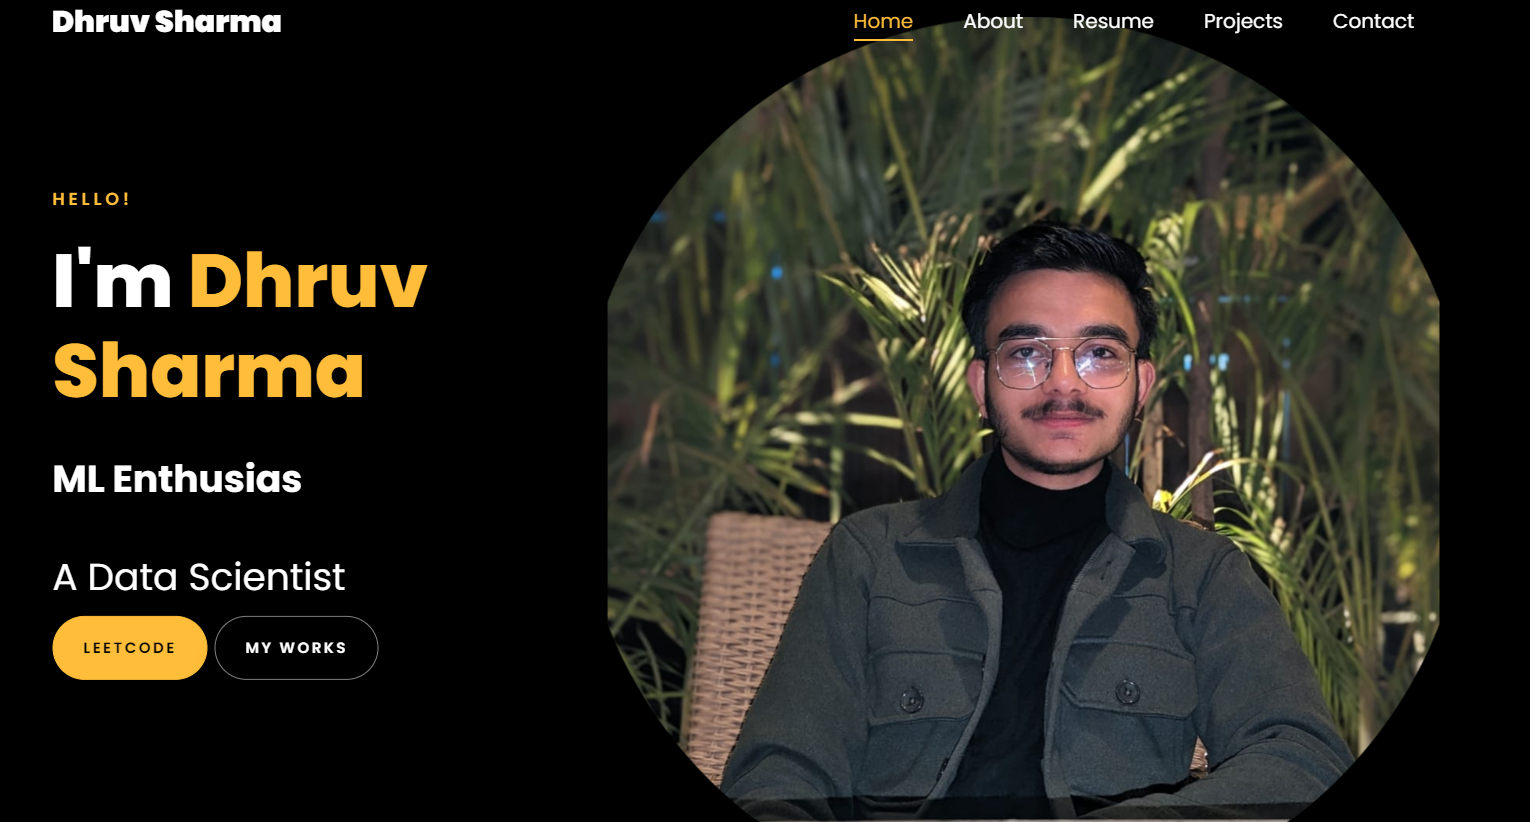 Dhruv Sharma
Home About Resume Projects Contact
HELLO!
I'm Dhruv
Sharma
ML Enthusias
A Data Scientist
LEETCODE MY WORKS